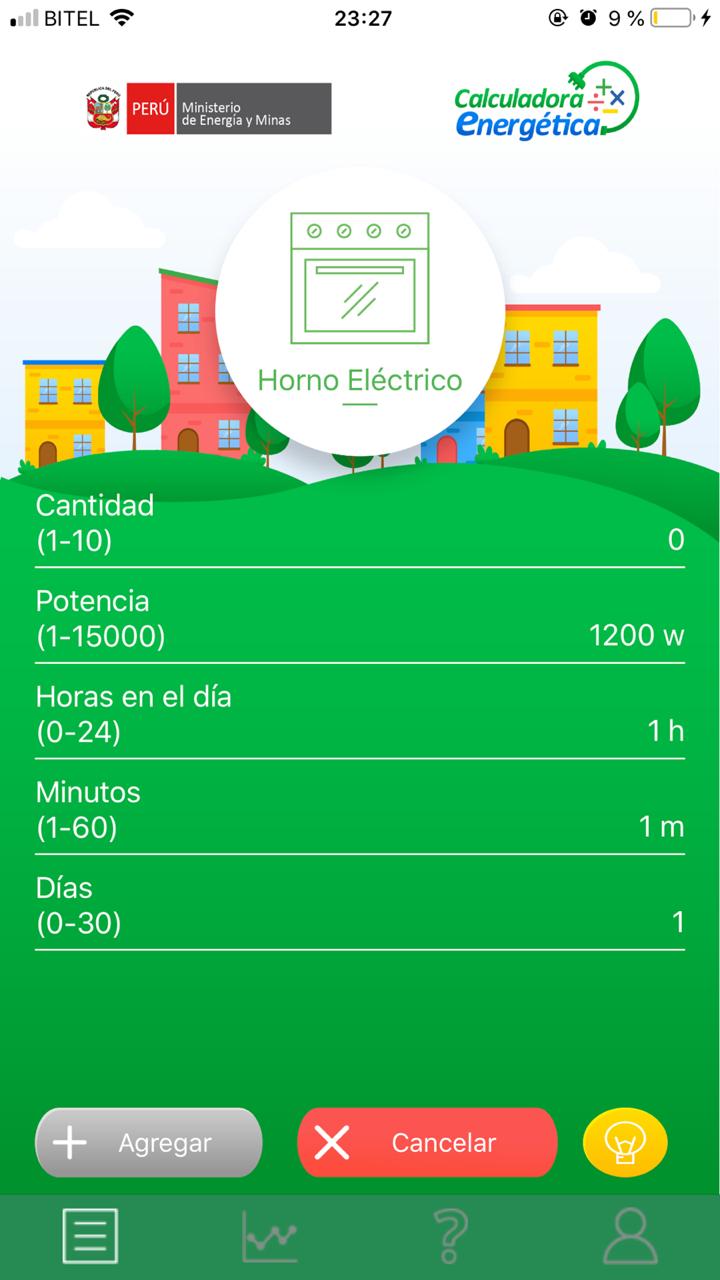 BITEL
23:27
9 %
PERÚ
Ministerio
de Energía y Minas
Calculadora
energética
Horno Eléctrico
Cantidad
(1-10)
0
Potencia
(1-15000)
1200 w
Horas en el día
(0-24)
1 h
Minutos
(1-60)
1 m
Días
(0-30)
1
Agregar
Cancelar